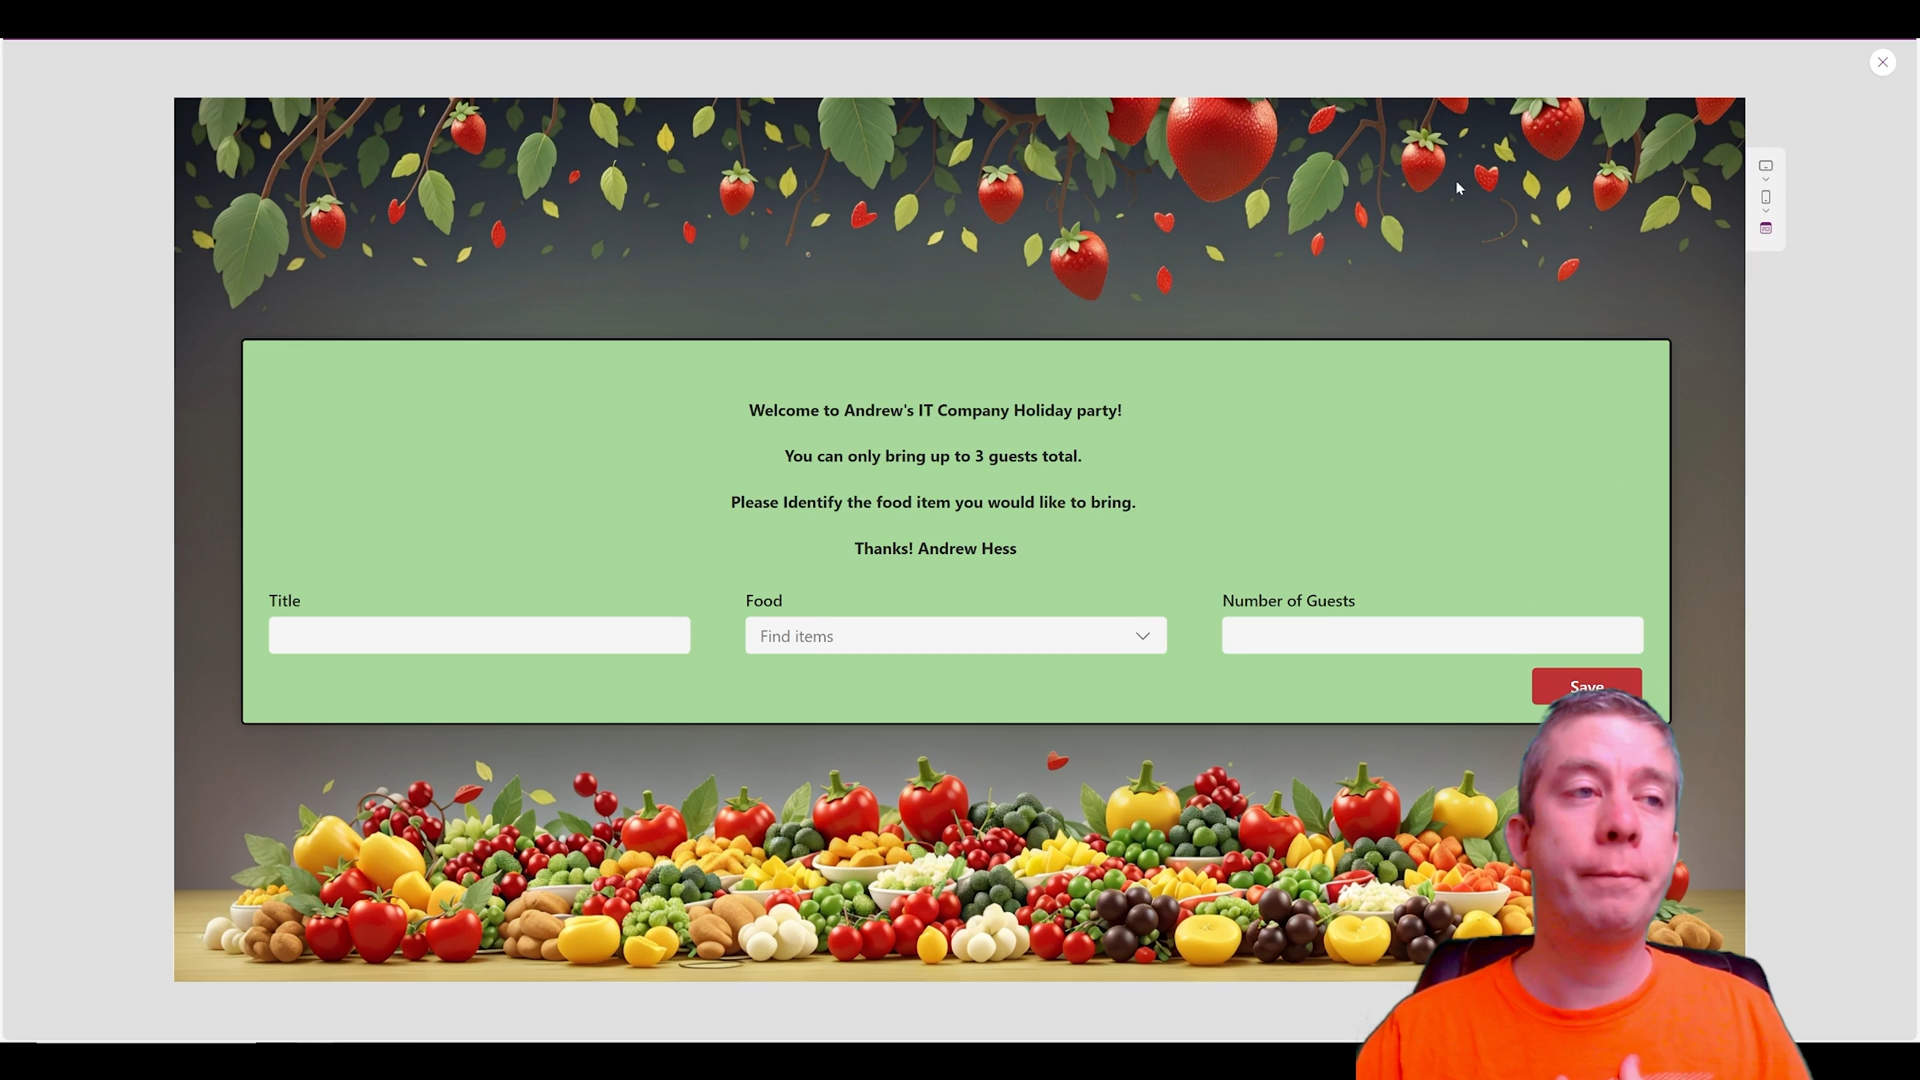 Welcome to Andrew's IT Company Holiday party!
You can only bring up to 3 guests total.
Please Identify the food item you would like to bring.
Thanks! Andrew Hess
Title
Food
Number of Guests
Find items
Save